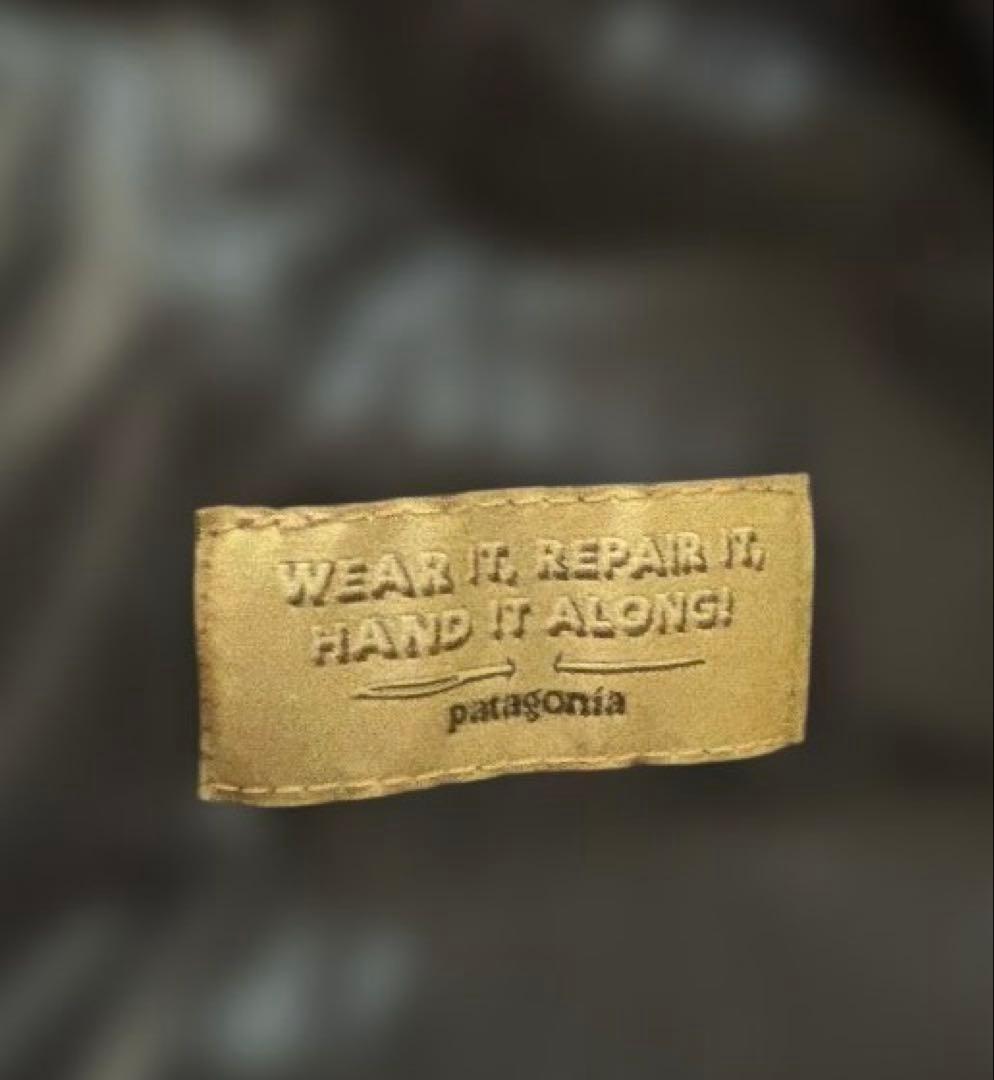 WEAR IT, REPAIR IT,
HAND IT ALONG!
patagonia